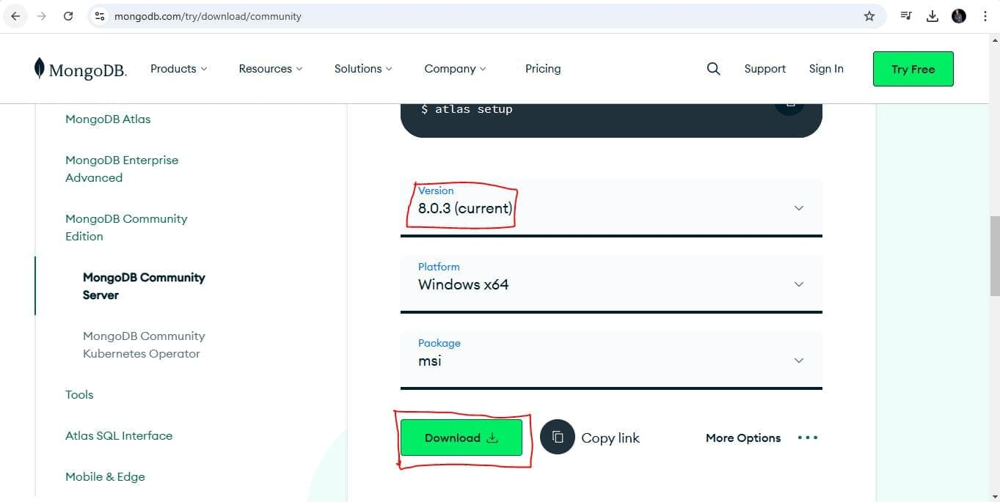 mongodb.com/try/download/community
MongoDB.
Products
Resources
Solutions
Company
Pricing
Support
Sign In
Try Free
MongoDB Atlas
MongoDB Enterprise
Advanced
MongoDB Community
Edition
MongoDB Community
Server
MongoDB Community
Kubernetes Operator
Tools
Atlas SQL Interface
Mobile & Edge
$ atlas setup
Version
8.0.3 (current)
Platform
Windows x64
Package
msi
Download
Copy link
More Options